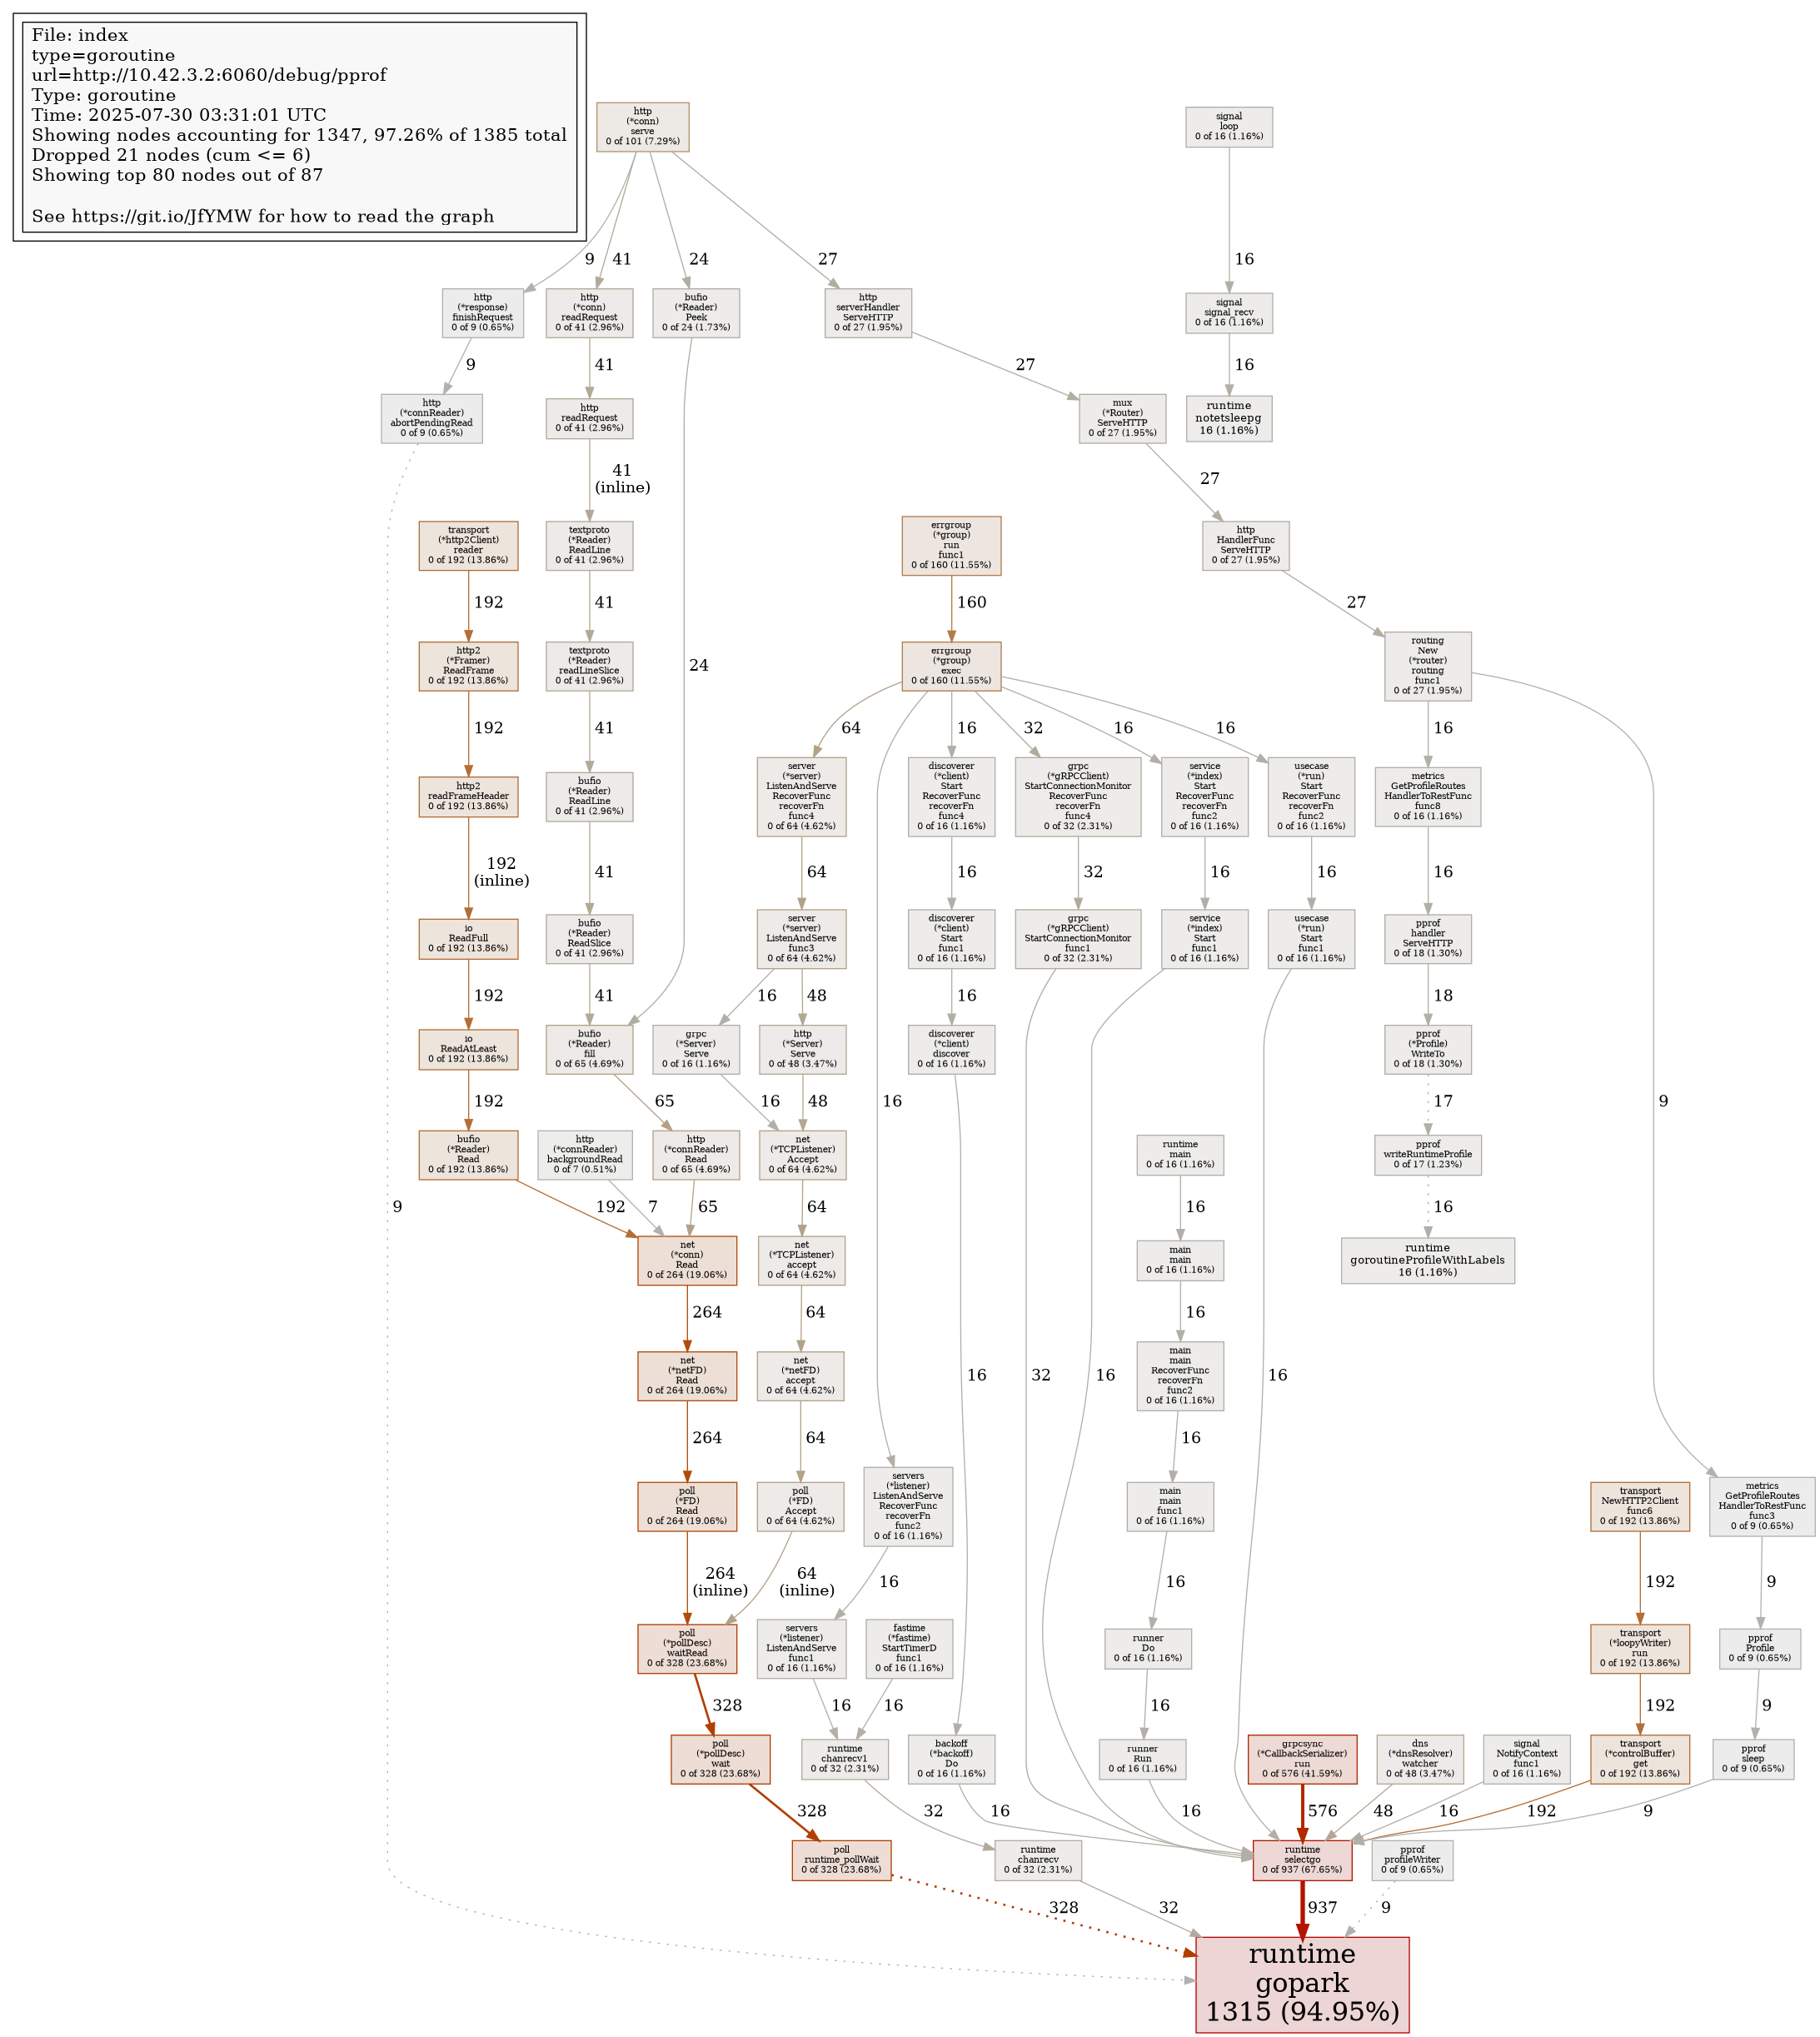 File: index
type=goroutine
url=http://10.42.3.2:6060/debug/pprof
Type: goroutine
Time: 2025-07-30 03:31:01 UTC
Showing nodes accounting for 1347, 97.26% of 1385 total
Dropped 21 nodes (cum <= 6)
Showing top 80 nodes out of 87
See https://git.io/JfYMW for how to read the graph
http
(*conn)
serve
0 of 101 (7.29%)
signal
loop
0 of 16 (1.16%)
9
41
24
27
16
http
(*response)
finishRequest
0 of 9 (0.65%)
http
(*conn)
readRequest
0 of 41 (2.96%)
bufio
(*Reader)
Peek
0 of 24 (1.73%)
http
serverHandler
ServeHTTP
0 of 27 (1.95%)
signal
signal_recv
0 of 16 (1.16%)
9
41
27
16
http
(*connReader)
abortPendingRead
0 of 9 (0.65%)
http
readRequest
0 of 41 (2.96%)
mux
(*Router)
ServeHTTP
0 of 27 (1.95%)
runtime
notetsleepg
16 (1.16%)
41
(inline)
27
transport
(*http2Client)
reader
0 of 192 (13.86%)
textproto
(*Reader)
ReadLine
0 of 41 (2.96%)
errgroup
(*group)
run
func1
0 of 160 (11.55%)
http
HandlerFunc
ServeHTTP
0 of 27 (1.95%)
192
41
160
27
http2
(*Framer)
ReadFrame
0 of 192 (13.86%)
textproto
(*Reader)
readLineSlice
0 of 41 (2.96%)
24
errgroup
(*group)
exec
0 of 160 (11.55%)
routing
New
(*router)
routing
func1
0 of 27 (1.95%)
192
41
64
16
32
16
16
16
http2
readFrameHeader
0 of 192 (13.86%)
bufio
(*Reader)
ReadLine
0 of 41 (2.96%)
server
(*server)
ListenAndServe
RecoverFunc
recoverFn
func4
0 of 64 (4.62%)
discoverer
(*client)
Start
RecoverFunc
recoverFn
func4
0 of 16 (1.16%)
grpc
(*gRPCClient)
StartConnectionMonitor
RecoverFunc
recoverFn
func4
0 of 32 (2.31%)
service
(*index)
Start
RecoverFunc
recoverFn
func2
0 of 16 (1.16%)
usecase
(*run)
Start
RecoverFunc
recoverFn
func2
0 of 16 (1.16%)
metrics
GetProfileRoutes
HandlerToRestFunc
func8
0 of 16 (1.16%)
192
(inline)
41
64
16
32
16
16
16
io
ReadFull
0 of 192 (13.86%)
bufio
(*Reader)
ReadSlice
0 of 41 (2.96%)
server
(*server)
ListenAndServe
func3
0 of 64 (4.62%)
discoverer
(*client)
Start
func1
0 of 16 (1.16%)
grpc
(*gRPCClient)
StartConnectionMonitor
func1
0 of 32 (2.31%)
service
(*index)
Start
func1
0 of 16 (1.16%)
usecase
(*run)
Start
func1
0 of 16 (1.16%)
pprof
handler
ServeHTTP
0 of 18 (1.30%)
192
41
16
48
16
18
io
ReadAtLeast
0 of 192 (13.86%)
bufio
(*Reader)
fill
0 of 65 (4.69%)
grpc
(*Server)
Serve
0 of 16 (1.16%)
http
(*Server)
Serve
0 of 48 (3.47%)
discoverer
(*client)
discover
0 of 16 (1.16%)
pprof
(*Profile)
WriteTo
0 of 18 (1.30%)
192
65
16
48
16
17
9
bufio
(*Reader)
Read
0 of 192 (13.86%)
http
(*connReader)
backgroundRead
0 of 7 (0.51%)
http
(*connReader)
Read
0 of 65 (4.69%)
net
(*TCPListener)
Accept
0 of 64 (4.62%)
runtime
main
0 of 16 (1.16%)
pprof
writeRuntimeProfile
0 of 17 (1.23%)
9
192
7
65
64
16
16
net
(*conn)
Read
0 of 264 (19.06%)
net
(*TCPListener)
accept
0 of 64 (4.62%)
main
main
0 of 16 (1.16%)
runtime
goroutineProfileWithLabels
16 (1.16%)
264
64
16
net
(*netFD)
Read
0 of 264 (19.06%)
net
(*netFD)
accept
0 of 64 (4.62%)
16
32
16
16
main
main
RecoverFunc
recoverFn
func2
0 of 16 (1.16%)
264
64
16
poll
(*FD)
Read
0 of 264 (19.06%)
poll
(*FD)
Accept
0 of 64 (4.62%)
servers
(*listener)
ListenAndServe
RecoverFunc
recoverFn
func2
0 of 16 (1.16%)
main
main
func1
0 of 16 (1.16%)
transport
NewHTTP2Client
func6
0 of 192 (13.86%)
metrics
GetProfileRoutes
HandlerToRestFunc
func3
0 of 9 (0.65%)
264
(inline)
64
(inline)
16
16
192
9
poll
(*pollDesc)
waitRead
0 of 328 (23.68%)
servers
(*listener)
ListenAndServe
func1
0 of 16 (1.16%)
fastime
(*fastime)
StartTimerD
func1
0 of 16 (1.16%)
runner
Do
0 of 16 (1.16%)
transport
(*loopyWriter)
run
0 of 192 (13.86%)
pprof
Profile
0 of 9 (0.65%)
328
16
16
16
192
9
poll
(*pollDesc)
wait
0 of 328 (23.68%)
runtime
chanrecv1
0 of 32 (2.31%)
backoff
(*backoff)
Do
0 of 16 (1.16%)
runner
Run
0 of 16 (1.16%)
grpcsync
(*CallbackSerializer)
run
0 of 576 (41.59%)
dns
(*dnsResolver)
watcher
0 of 48 (3.47%)
signal
NotifyContext
func1
0 of 16 (1.16%)
transport
(*controlBuffer)
get
0 of 192 (13.86%)
pprof
sleep
0 of 9 (0.65%)
328
32
16
16
576
48
16
192
9
poll
runtime_pollWait
0 of 328 (23.68%)
runtime
chanrecv
0 of 32 (2.31%)
runtime
selectgo
0 of 937 (67.65%)
pprof
profileWriter
0 of 9 (0.65%)
328
32
937
9
runtime
gopark
1315 (94.95%)